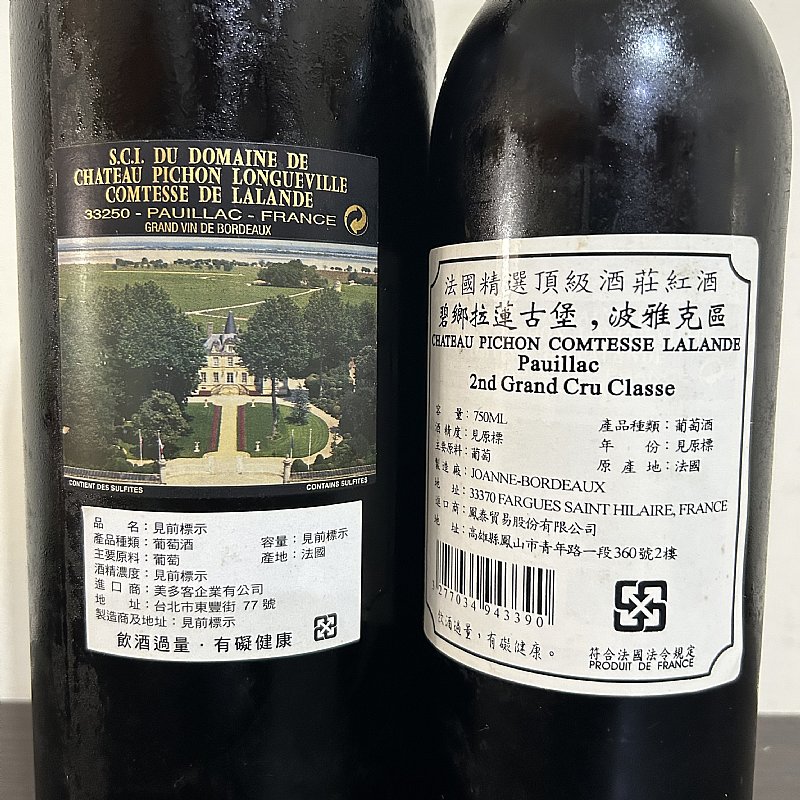 S.C.I. DU DOMAINE DE
CHATEAU PICHON LONGUEVILLE
COMTESSE DE LALANDE
33250 - PAUILLAC - FRANCE
GRAND VIN DE BORDEAUX
CONTIENT DES SULFITES CONTAINS SULFITES
品 名：見前標示
產品種類：葡萄酒 容量：見前標示
主要原料：葡萄 產地：法國
酒精濃度：見前標示
進 口 商：美多客企業有公司
地 址：台北市東豐街 77 號
製造商及地址：見前標示
飲酒過量‧有礙健康
法國精選頂級酒莊紅酒
碧鄉拉蓮古堡，波雅克區
CHATEAU PICHON COMTESSE LALANDE
Pauillac
2nd Grand Cru Classe
容 量：750ML 產品種類：葡萄酒
酒精度：見原標 年 份：見原標
主要原料：葡萄 原 產 地：法國
製造廠：JOANNE-BORDEAUX
地 址：33370 FARGUES SAINT HILAIRE, FRANCE
進口商：鳳泰貿易股份有限公司
地 址：高雄縣鳳山市青年路一段360號2樓
3 277034 943390
飲酒過量，有礙健康。
符合法國法令規定
PRODUIT DE FRANCE